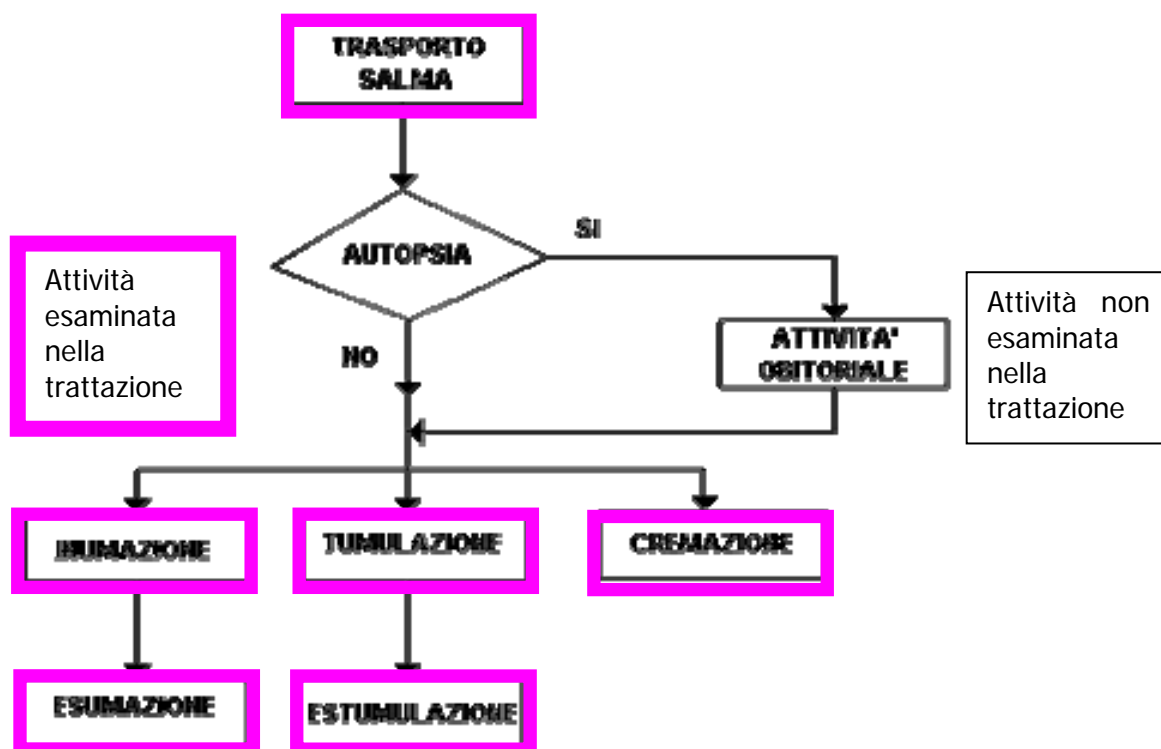 TRASPORTO
SALMA
AUTOPSIA
SI
NO
Attività
esaminata
nella
trattazione
ATTIVITA'
OBITORIALE
Attività non
esaminata
nella
trattazione
INUMAZIONE
TUMULAZIONE
CREMAZIONE
ESUMAZIONE
ESTUMULAZIONE